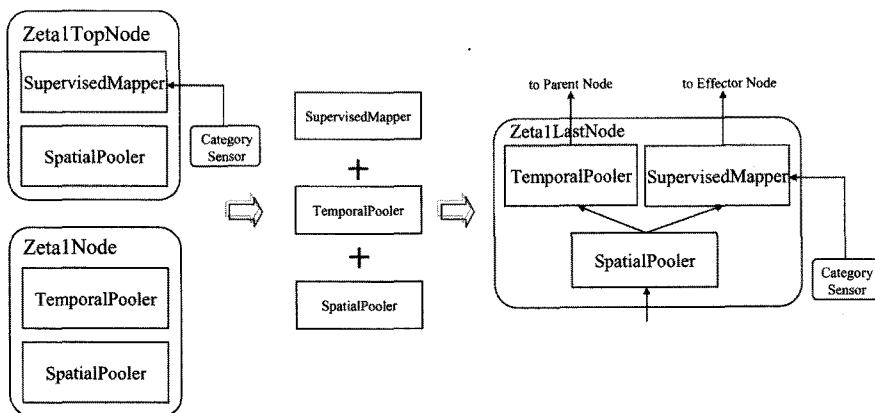 Zeta1TopNode
SupervisedMapper
SpatialPooler
Category
Sensor
Zeta1Node
TemporalPooler
SpatialPooler
SupervisedMapper
+
TemporalPooler
+
SpatialPooler
to Parent Node
to Effector Node
Zeta1LastNode
TemporalPooler
SupervisedMapper
SpatialPooler
Category
Sensor